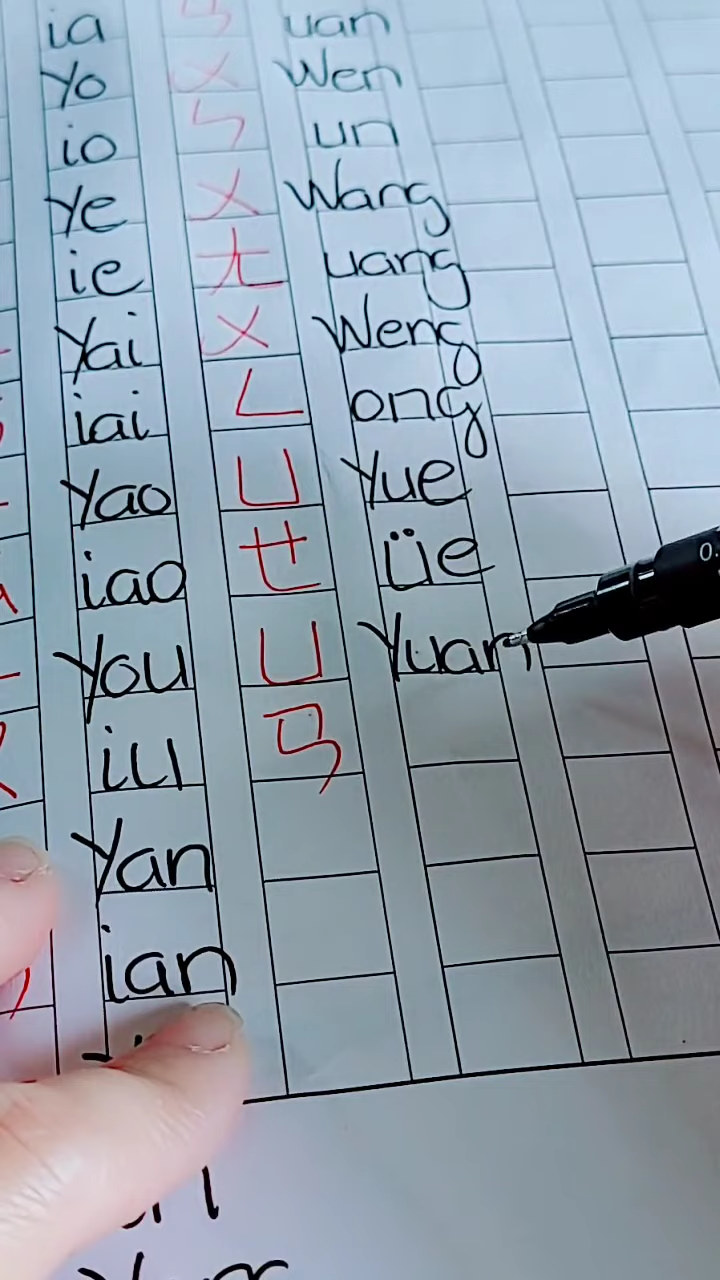 ia
Yo
io
Ye
ie
Yai
iai
Yao
iao
You
iu
Yan
ian
ㄢ
ㄨ
ㄣ
ㄨ
ㄤ
ㄨ
ㄥ
ㄩ
ㄝ
ㄩ
ㄢ
uan
Wen
un
Wang
uang
Weng
ong
Yue
üe
Yuan